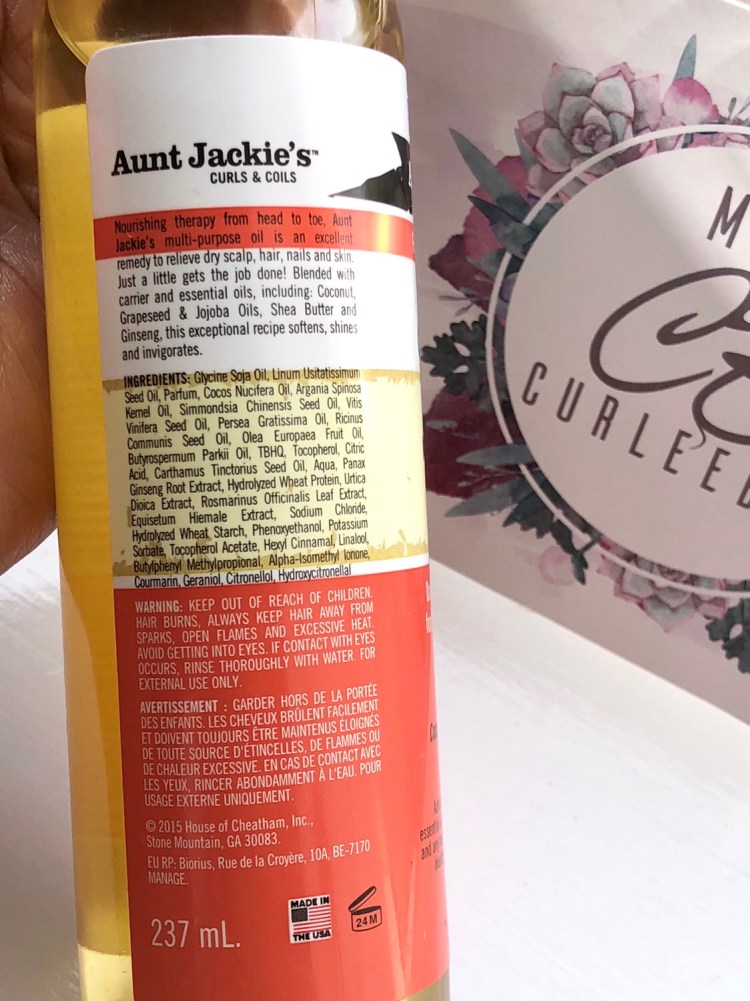 Aunt Jackie's™
CURLS & COILS
Nourishing therapy from head to toe, Aunt
Jackie's multi-purpose oil is an excellent
remedy to relieve dry scalp, hair, nails and skin.
Just a little gets the job done! Blended with
carrier and essential oils, including: Coconut,
Grapeseed & Jojoba Oils, Shea Butter and
Ginseng, this exceptional recipe softens, shines
and invigorates.
INGREDIENTS: Glycine Soja Oil, Linum Usitatissimum
Seed Oil, Parfum, Cocos Nucifera Oil, Argania Spinosa
Kernel Oil, Simmondsia Chinensis Seed Oil, Vitis
Vinifera Seed Oil, Persea Gratissima Oil, Ricinus
Communis Seed Oil, Olea Europaea Fruit Oil,
Butyrospermum Parkii Oil, TBHQ, Tocopherol, Citric
Acid, Carthamus Tinctorius Seed Oil, Aqua, Panax
Ginseng Root Extract, Hydrolyzed Wheat Protein, Urtica
Dioica Extract, Rosmarinus Officinalis Leaf Extract,
Equisetum Hiemale Extract, Sodium Chloride,
Hydrolyzed Wheat Starch, Phenoxyethanol, Potassium
Sorbate, Tocopherol Acetate, Hexyl Cinnamal, Linalool,
Butylphenyl Methylpropional, Alpha-Isomethyl Ionone,
Courmarin, Geraniol, Citronellol, Hydroxycitronellal
WARNING: KEEP OUT OF REACH OF CHILDREN.
HAIR BURNS, ALWAYS KEEP HAIR AWAY FROM
SPARKS, OPEN FLAMES AND EXCESSIVE HEAT.
AVOID GETTING INTO EYES. IF CONTACT WITH EYES
OCCURS, RINSE THOROUGHLY WITH WATER. FOR
EXTERNAL USE ONLY.
AVERTISSEMENT : GARDER HORS DE LA PORTÉE
DES ENFANTS. LES CHEVEUX BRÛLENT FACILEMENT
ET DOIVENT TOUJOURS ÊTRE MAINTENUS ÉLOIGNÉS
DE TOUTE SOURCE D'ÉTINCELLES, DE FLAMMES OU
DE CHALEUR EXCESSIVE. EN CAS DE CONTACT AVEC
LES YEUX, RINCER ABONDAMMENT À L'EAU. POUR
USAGE EXTERNE UNIQUEMENT.
© 2015 House of Cheatham, Inc.,
Stone Mountain, GA 30083.
EU RP: Biorius, Rue de la Croyère, 10A, BE-7170
MANAGE.
237 mL.
MADE IN
THE USA
24 M
CURLEE